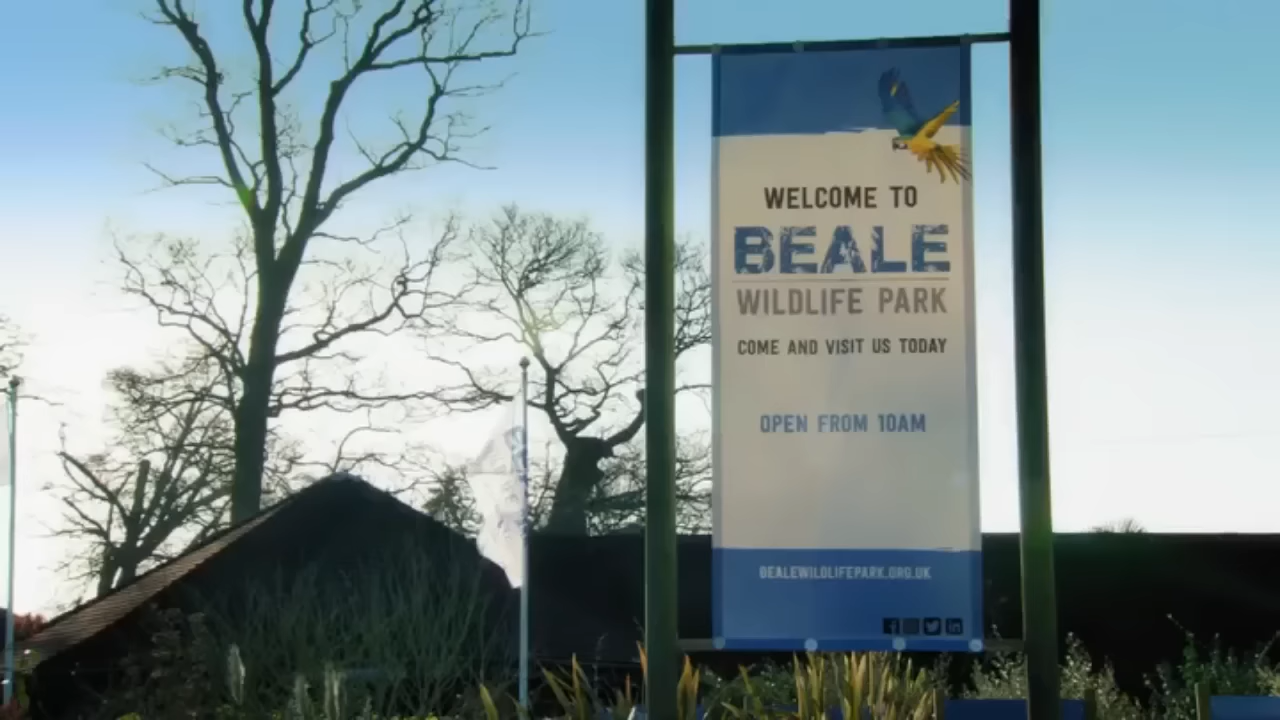 WELCOME TO
BEALE
WILDLIFE PARK
COME AND VISIT US TODAY
OPEN FROM 10AM
BEALEWILDLIFEPARK.ORG.UK